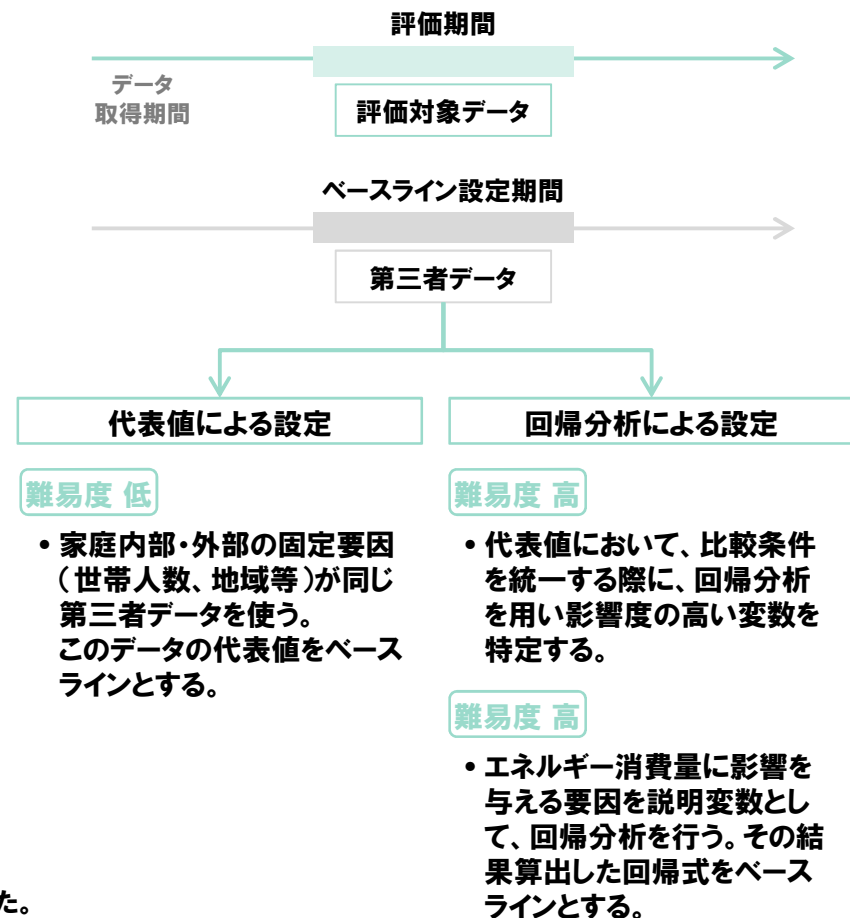 評価期間
データ
取得期間
評価対象データ
ベースライン設定期間
第三者データ
代表値による設定
難易度 低
• 家庭内部・外部の固定要因
(世帯人数、地域等)が同じ
第三者データを使う。
このデータの代表値をベース
ラインとする。
回帰分析による設定
難易度 高
• 代表値において、比較条件
を統一する際に、回帰分析
を用い影響度の高い変数を
特定する。
難易度 高
• エネルギー消費量に影響を
与える要因を説明変数とし
て、回帰分析を行う。その結
果算出した回帰式をベース
ラインとする。
た。